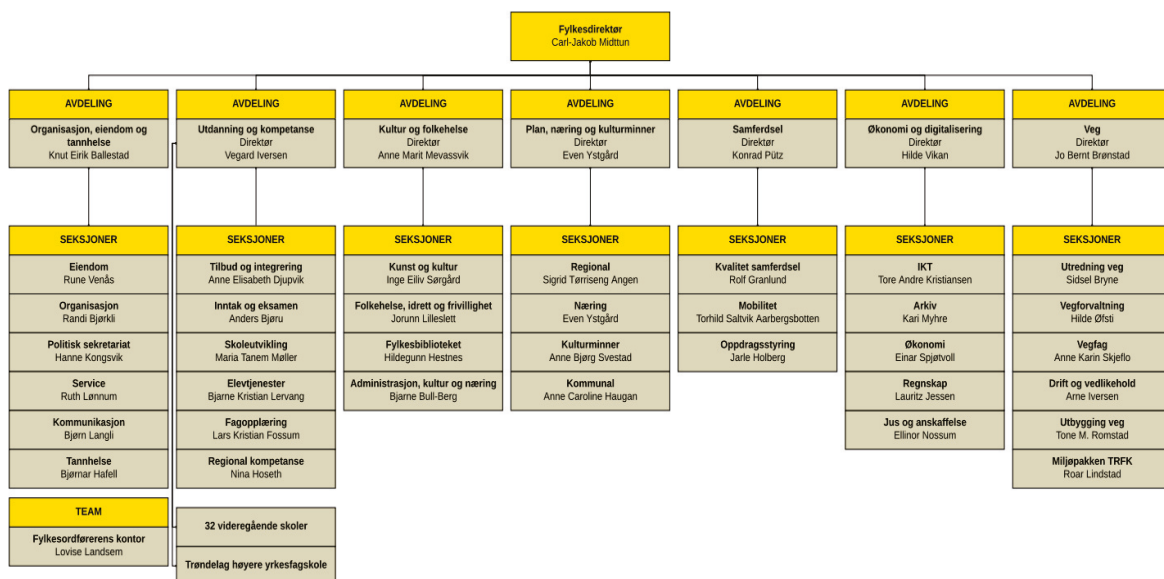 Fylkesdirektør
Carl-Jakob Midttun
AVDELING
Organisasjon, eiendom og
tannhelse
Knut Eirik Ballestad
SEKSJONER
Eiendom
Rune Venås
Organisasjon
Randi Bjørkli
Politisk sekretariat
Hanne Kongsvik
Service
Ruth Lønnum
Kommunikasjon
Bjørn Langli
Tannhelse
Bjørnar Hafell
TEAM
Fylkesordførerens kontor
Lovise Landsem
AVDELING
Utdanning og kompetanse
Direktør
Vegard Iversen
SEKSJONER
Tilbud og integrering
Anne Elisabeth Djupvik
Inntak og eksamen
Anders Bjøru
Skoleutvikling
Maria Tanem Møller
Elevtjenester
Bjarne Kristian Lervang
Fagopplæring
Lars Kristian Fossum
Regional kompetanse
Nina Hoseth
32 videregående skoler
Trøndelag høyere yrkesfagskole
AVDELING
Kultur og folkehelse
Direktør
Anne Marit Mevassvik
SEKSJONER
Kunst og kultur
Inge Eiliv Sørgård
Folkehelse, idrett og frivillighet
Jorunn Lilleslett
Fylkesbiblioteket
Hildegunn Hestnes
Administrasjon, kultur og næring
Bjarne Bull-Berg
AVDELING
Plan, næring og kulturminner
Direktør
Even Ystgård
SEKSJONER
Regional
Sigrid Tørriseng Angen
Næring
Even Ystgård
Kulturminner
Anne Bjørg Svestad
Kommunal
Anne Caroline Haugan
AVDELING
Samferdsel
Direktør
Konrad Pütz
SEKSJONER
Kvalitet samferdsel
Rolf Granlund
Mobilitet
Torhild Saltvik Aarbergsbotten
Oppdragsstyring
Jarle Holberg
AVDELING
Økonomi og digitalisering
Direktør
Hilde Vikan
SEKSJONER
IKT
Tore Andre Kristiansen
Arkiv
Kari Myhre
Økonomi
Einar Spjøtvoll
Regnskap
Lauritz Jessen
Jus og anskaffelse
Ellinor Nossum
AVDELING
Veg
Direktør
Jo Bernt Brønstad
SEKSJONER
Utredning veg
Sidsel Bryne
Vegforvaltning
Hilde Øfsti
Vegfag
Anne Karin Skjeflo
Drift og vedlikehold
Arne Iversen
Utbygging veg
Tone M. Romstad
Miljøpakken TRFK
Roar Lindstad